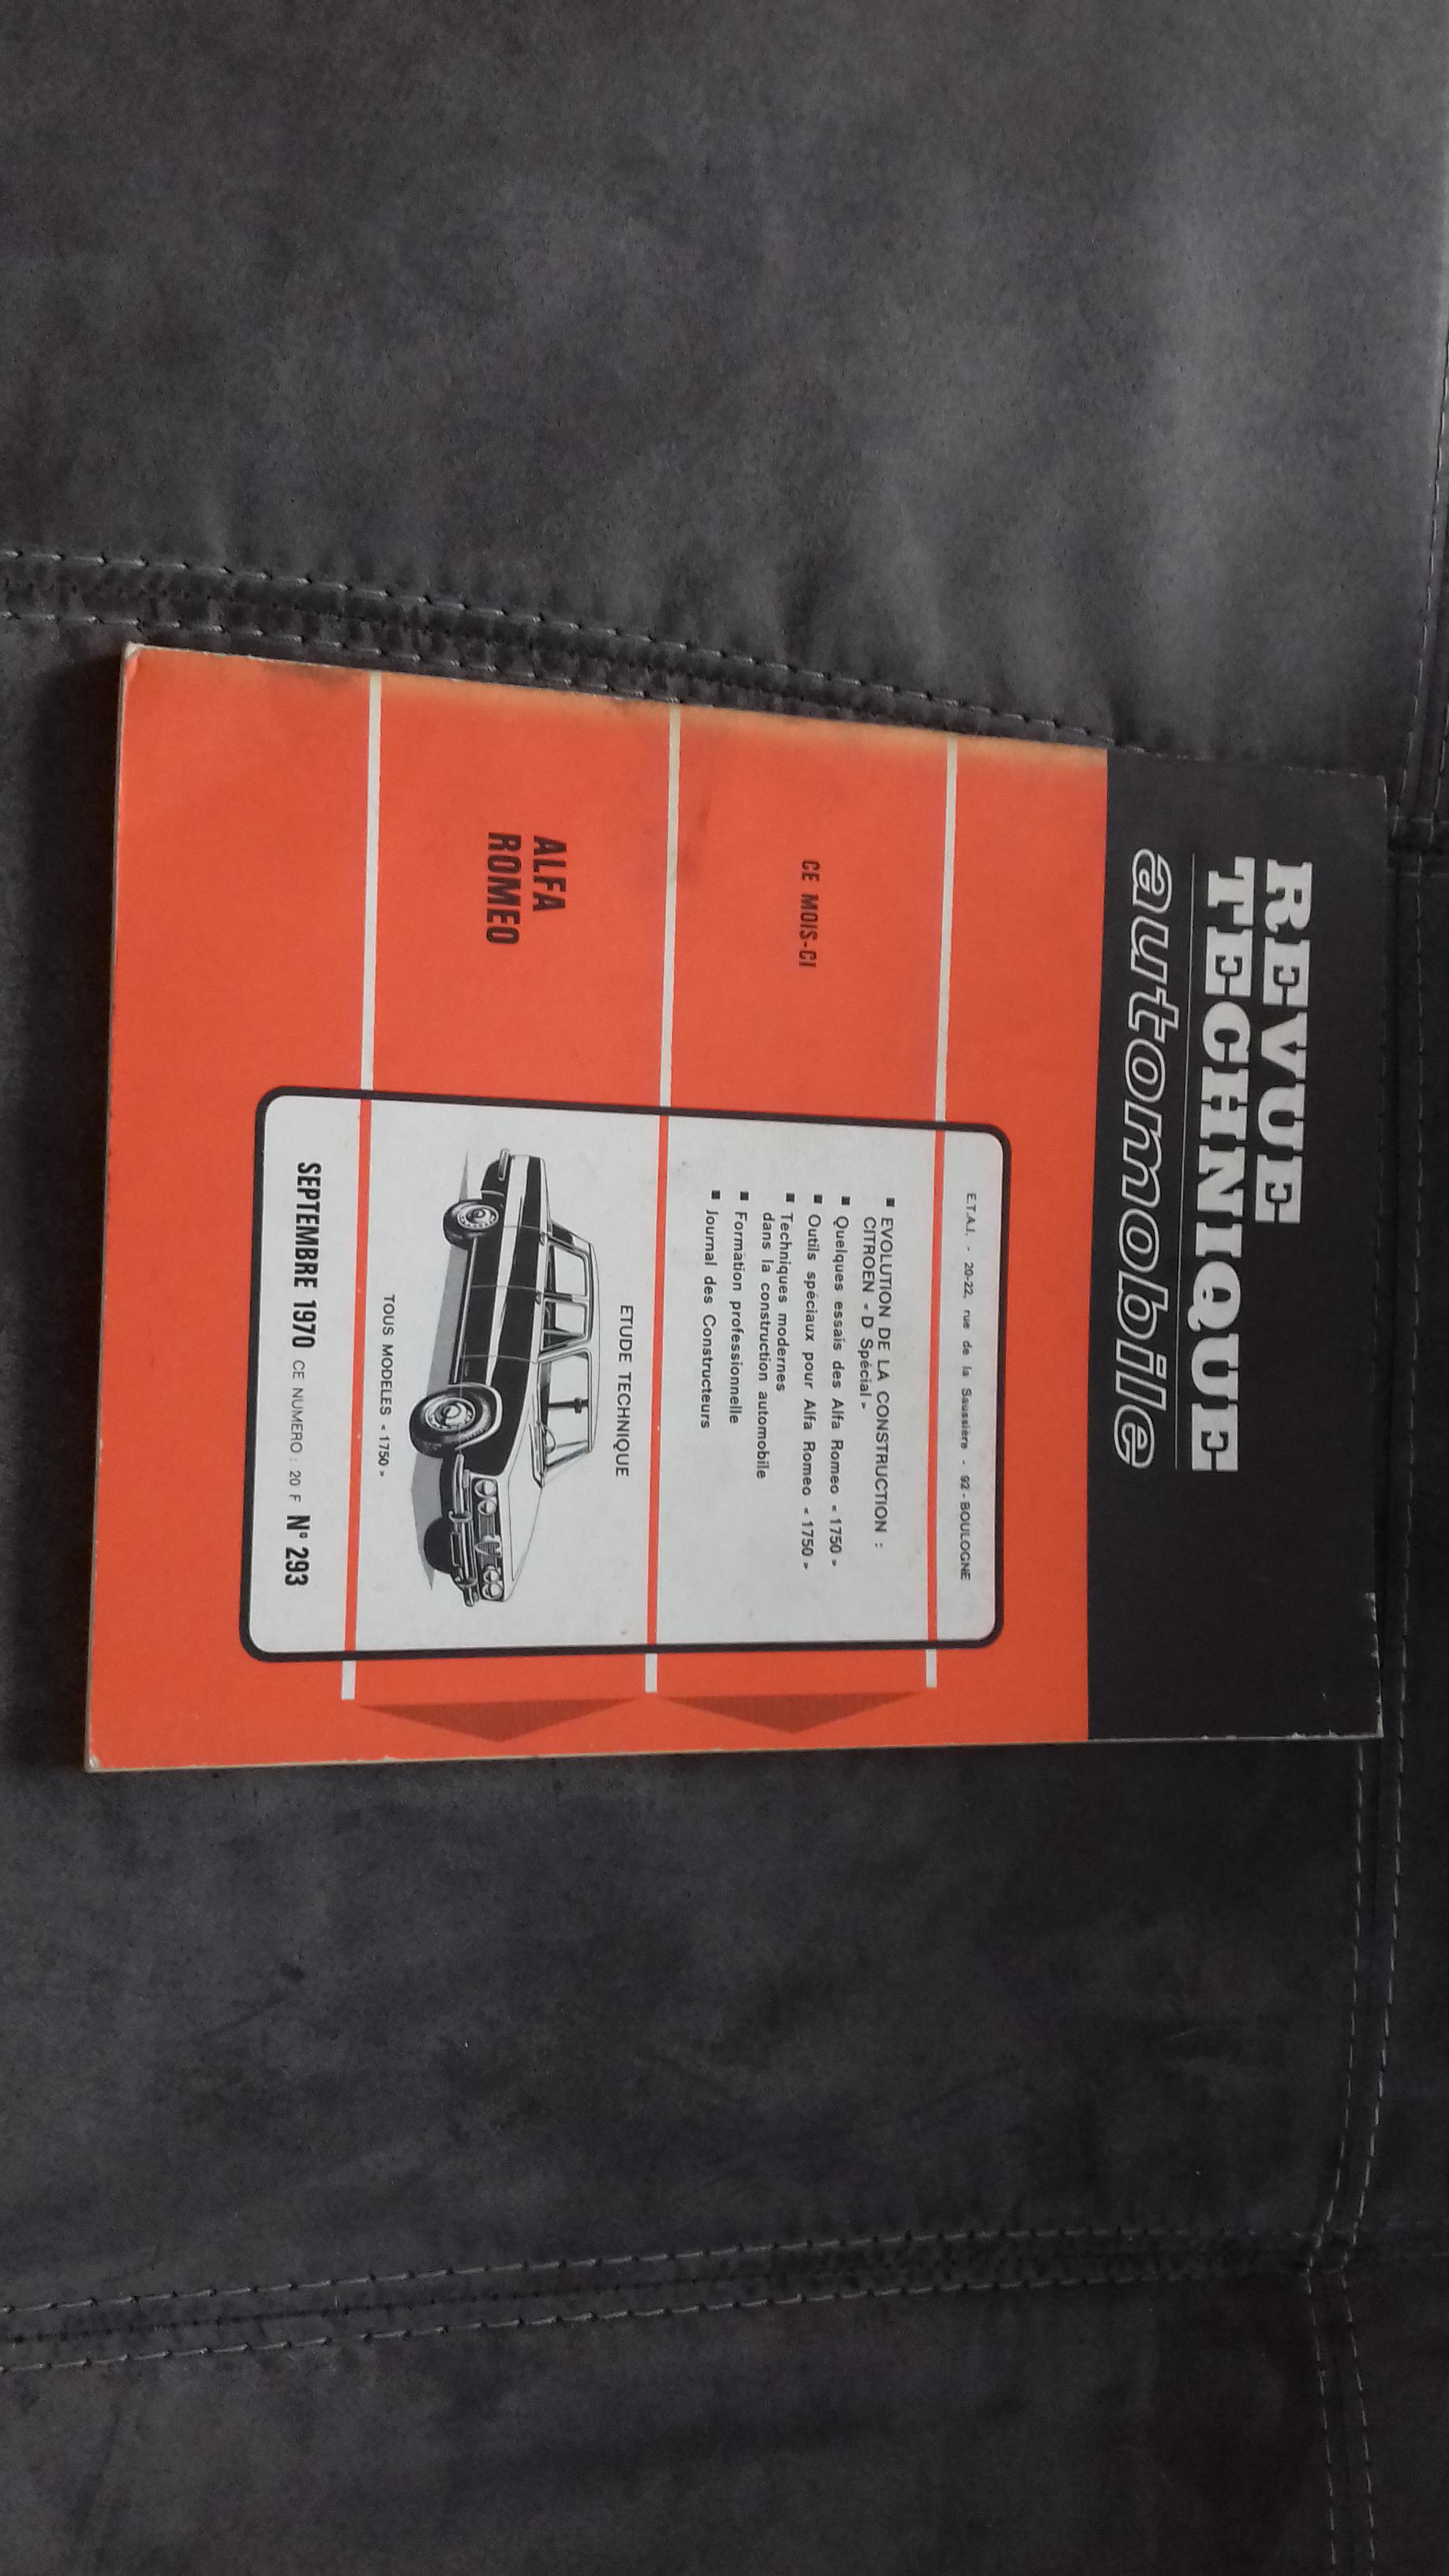 REVUE
TECHNIQUE
automobile
E.T.A.I. - 20-22, rue de la Saussière - 92 - BOULOGNE
CE MOIS-CI
■ EVOLUTION DE LA CONSTRUCTION :
CITROEN « D Spécial »
■ Quelques essais des Alfa Romeo « 1750 »
■ Outils spéciaux pour Alfa Romeo « 1750 »
■ Techniques modernes
dans la construction automobile
■ Formation professionnelle
■ Journal des Constructeurs
ALFA
ROMEO
ETUDE TECHNIQUE
TOUS MODELES « 1750 »
SEPTEMBRE 1970 CE NUMERO : 20 F N° 293